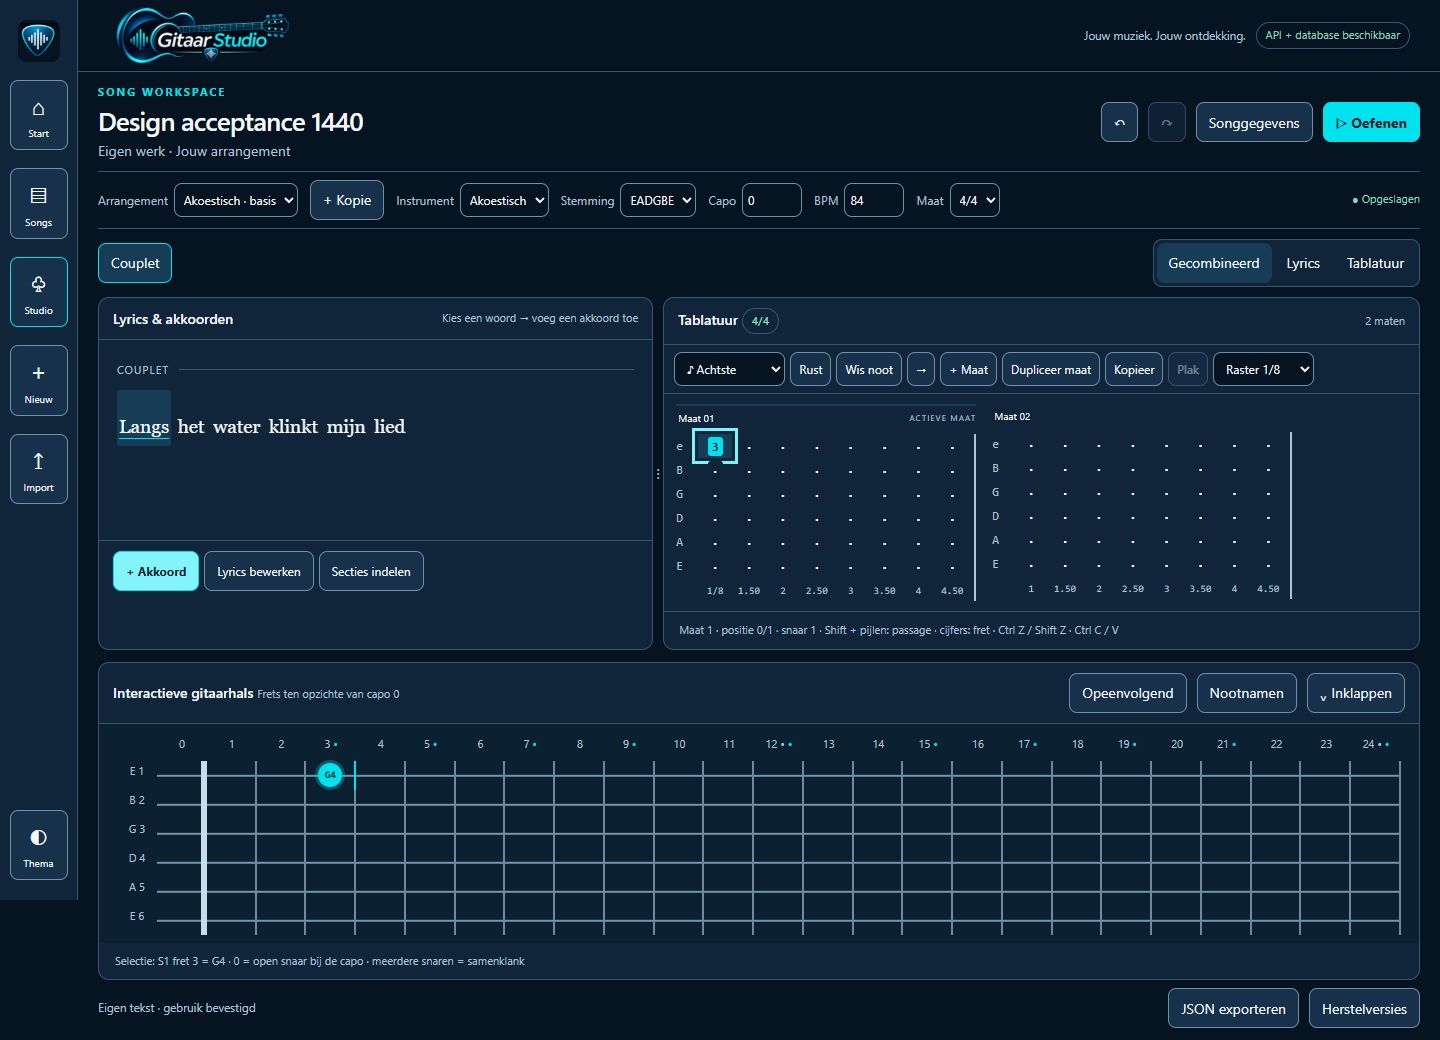 Gitaar Studio
Jouw muziek. Jouw ontdekking.
API + database beschikbaar
Start
Songs
Studio
Nieuw
Import
Thema
SONG WORKSPACE
Design acceptance 1440
Eigen werk · Jouw arrangement
Songgegevens
Oefenen
Arrangement Akoestisch · basis + Kopie Instrument Akoestisch Stemming EADGBE Capo 0 BPM 84 Maat 4/4
Opgeslagen
Couplet
Gecombineerd Lyrics Tablatuur
Lyrics & akkoorden
Kies een woord → voeg een akkoord toe
COUPLET
Langs het water klinkt mijn lied
+ Akkoord Lyrics bewerken Secties indelen
Tablatuur 4/4
2 maten
♪ Achtste Rust Wis noot → + Maat Dupliceer maat Kopieer Plak Raster 1/8
Maat 01 ACTIEVE MAAT
e 3 · · · · · · ·
B · · · · · · · ·
G · · · · · · · ·
D · · · · · · · ·
A · · · · · · · ·
E · · · · · · · ·
1/8 1.50 2 2.50 3 3.50 4 4.50
Maat 02
e · · · · · · · ·
B · · · · · · · ·
G · · · · · · · ·
D · · · · · · · ·
A · · · · · · · ·
E · · · · · · · ·
1 1.50 2 2.50 3 3.50 4 4.50
Maat 1 · positie 0/1 · snaar 1 · Shift + pijlen: passage · cijfers: fret · Ctrl Z / Shift Z · Ctrl C / V
Interactieve gitaarhals Frets ten opzichte van capo 0
Opeenvolgend Nootnamen Inklappen
0 1 2 3 • 4 5 • 6 7 • 8 9 • 10 11 12 • • 13 14 15 • 16 17 • 18 19 • 20 21 • 22 23 24 • •
E 1 G4
B 2
G 3
D 4
A 5
E 6
Selectie: S1 fret 3 = G4 · 0 = open snaar bij de capo · meerdere snaren = samenklank
Eigen tekst · gebruik bevestigd
JSON exporteren Herstelversies